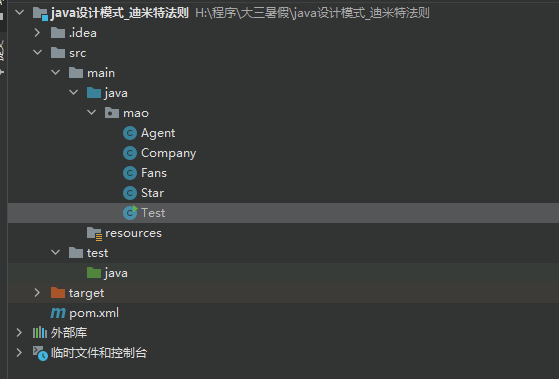 java设计模式_迪米特法则 H:\程序\大三暑假\java设计模式_迪米特法则
.idea
src
main
java
mao
Agent
Company
Fans
Star
Test
resources
test
java
target
pom.xml
外部库
临时文件和控制台